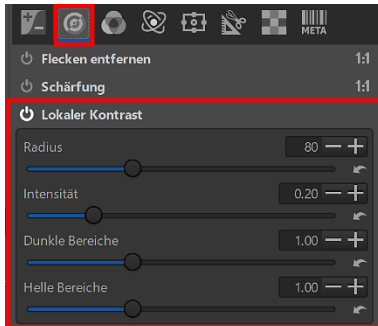 META
Flecken entfernen 1:1
Schärfung 1:1
Lokaler Kontrast
Radius 80
Intensität 0.20
Dunkle Bereiche 1.00
Helle Bereiche 1.00